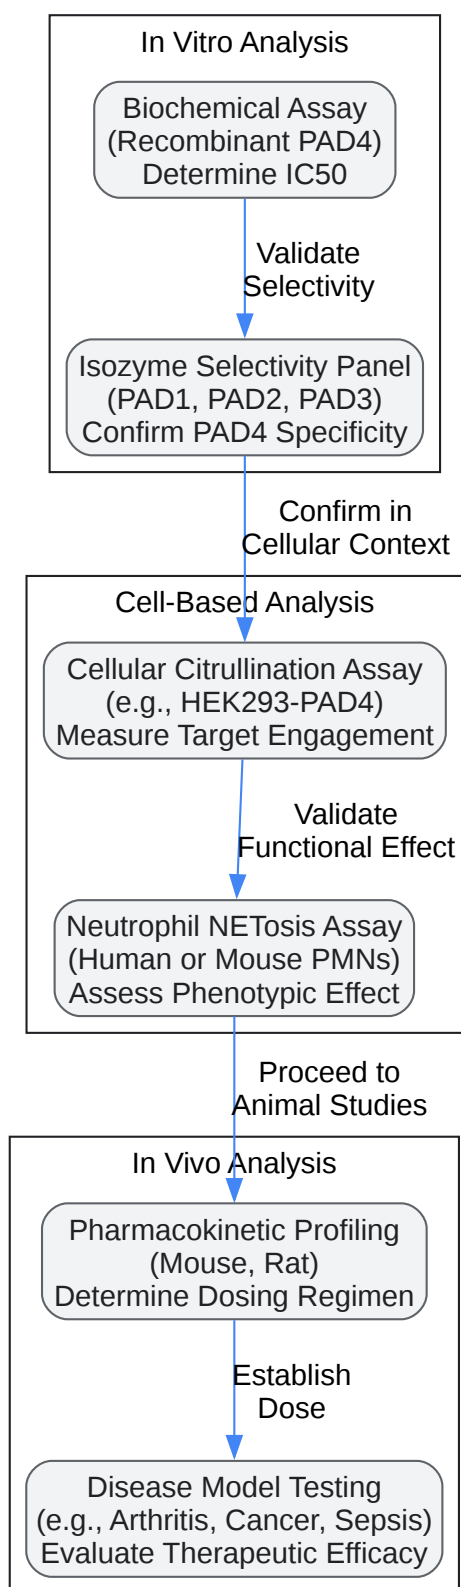 In Vitro Analysis
Biochemical Assay
(Recombinant PAD4)
Determine IC50
Validate
Selectivity
Isozyme Selectivity Panel
(PAD1, PAD2, PAD3)
Confirm PAD4 Specificity
Confirm in
Cellular Context
Cell-Based Analysis
Cellular Citrullination Assay
(e.g., HEK293-PAD4)
Measure Target Engagement
Validate
Functional Effect
Neutrophil NETosis Assay
(Human or Mouse PMNs)
Assess Phenotypic Effect
Proceed to
Animal Studies
In Vivo Analysis
Pharmacokinetic Profiling
(Mouse, Rat)
Determine Dosing Regimen
Establish
Dose
Disease Model Testing
(e.g., Arthritis, Cancer, Sepsis)
Evaluate Therapeutic Efficacy